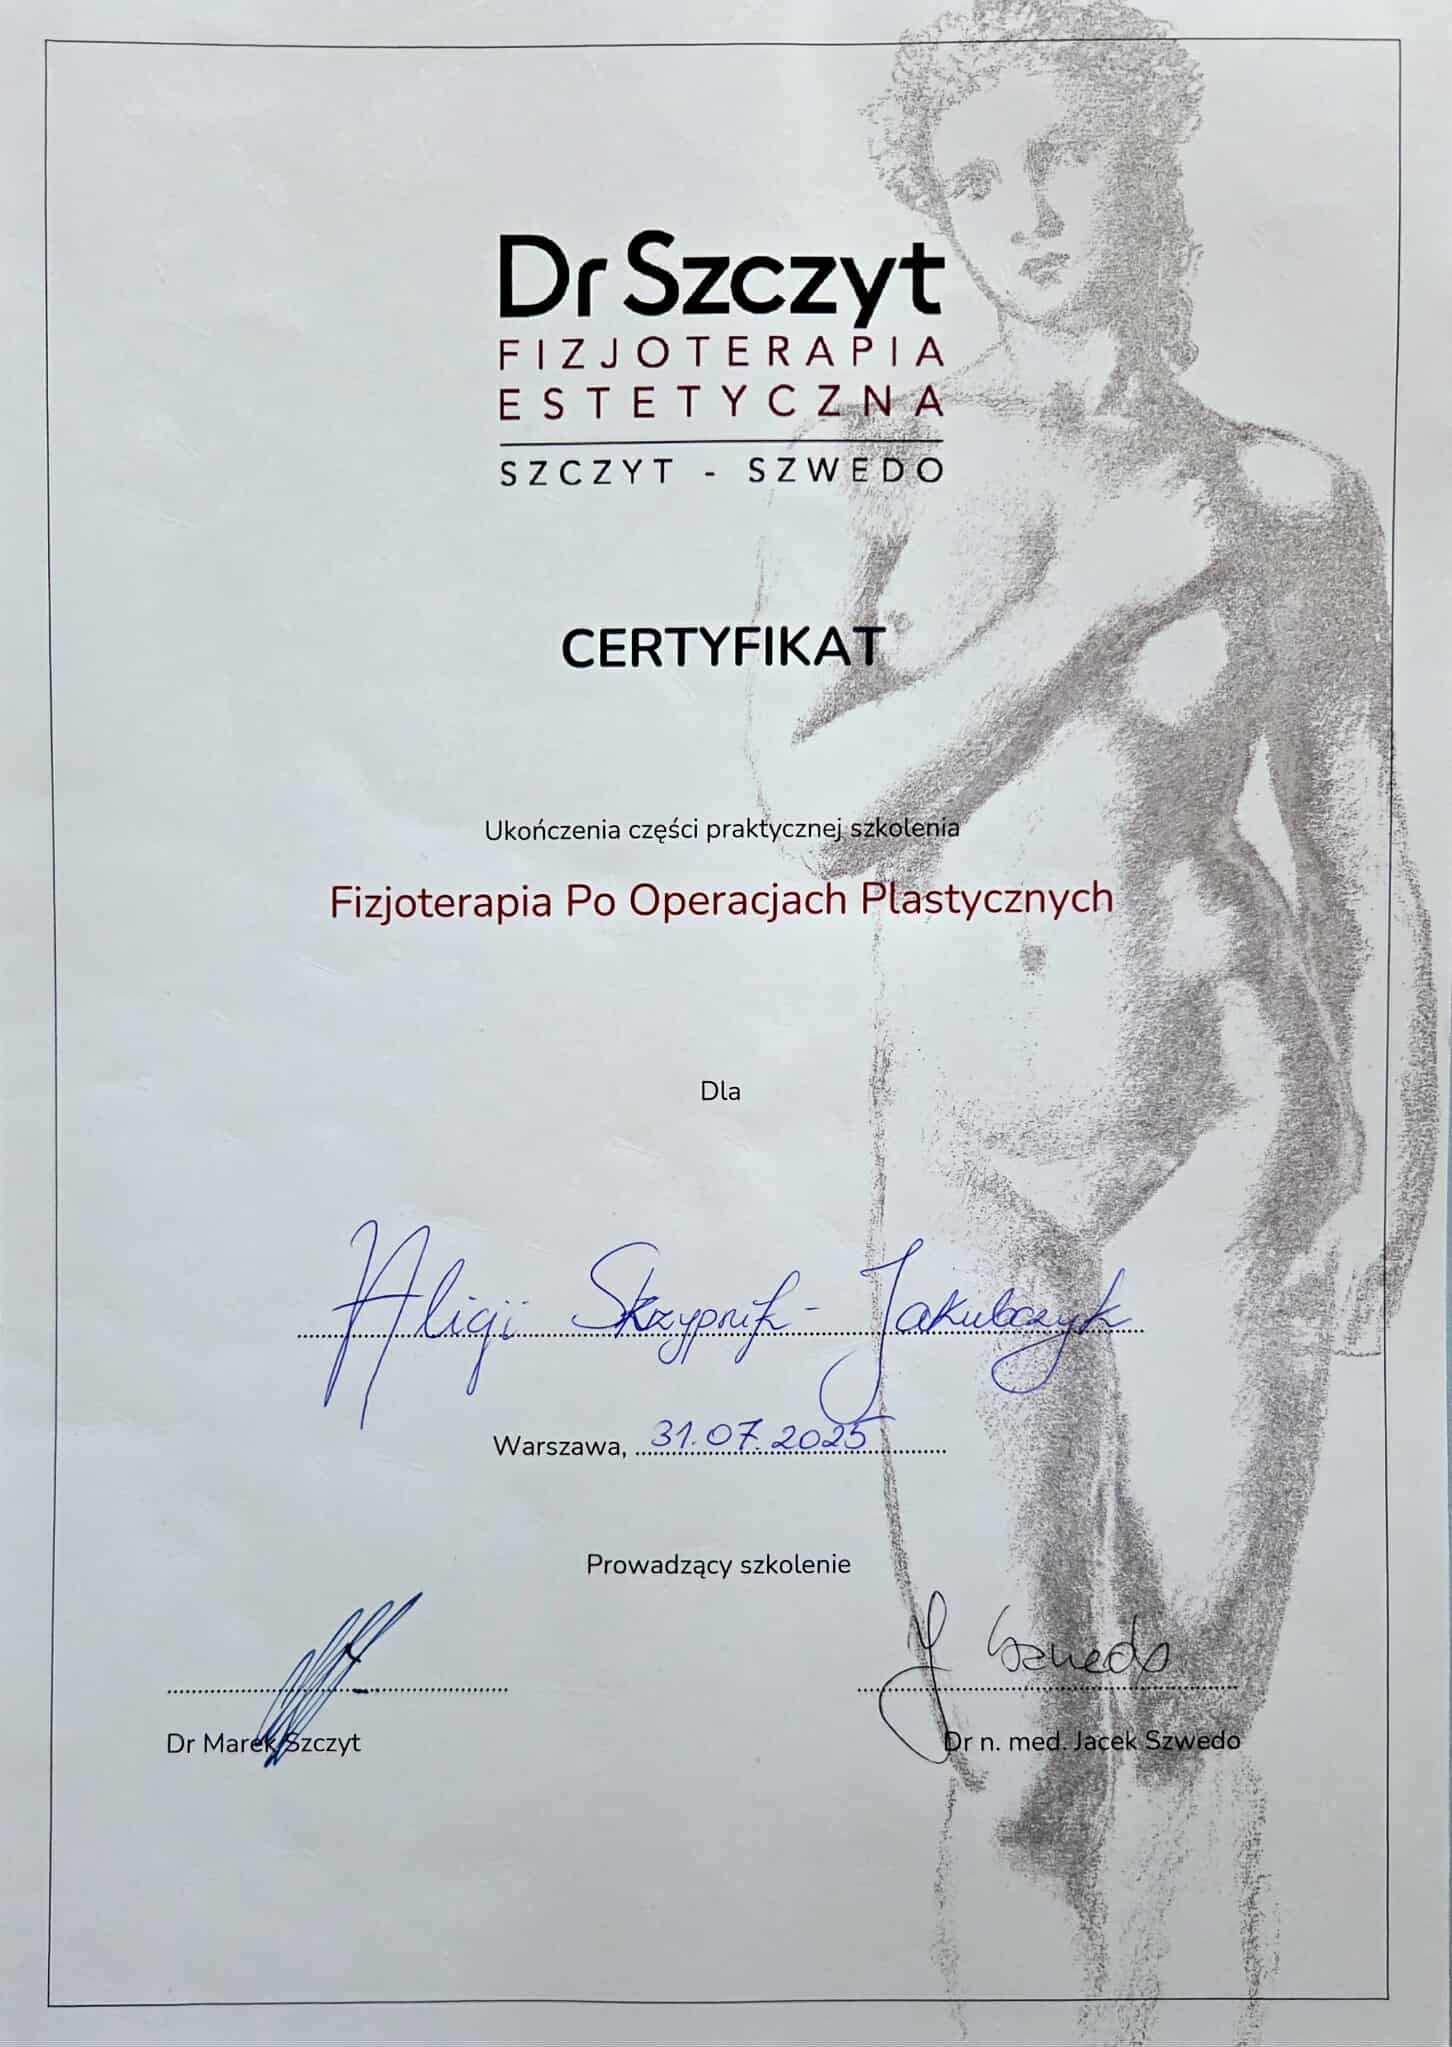 Dr Szczyt
FIZJOTERAPIA
ESTETYCZNA
SZCZYT - SZWEDO
CERTYFIKAT
Ukończenia części praktycznej szkolenia
Fizjoterapia Po Operacjach Plastycznych
Dla
Alicji Skrzypnik - Jakubczyk
Warszawa, 31.07.2025
Prowadzący szkolenie
J Szwedo
Dr Marek Szczyt
Dr n. med. Jacek Szwedo